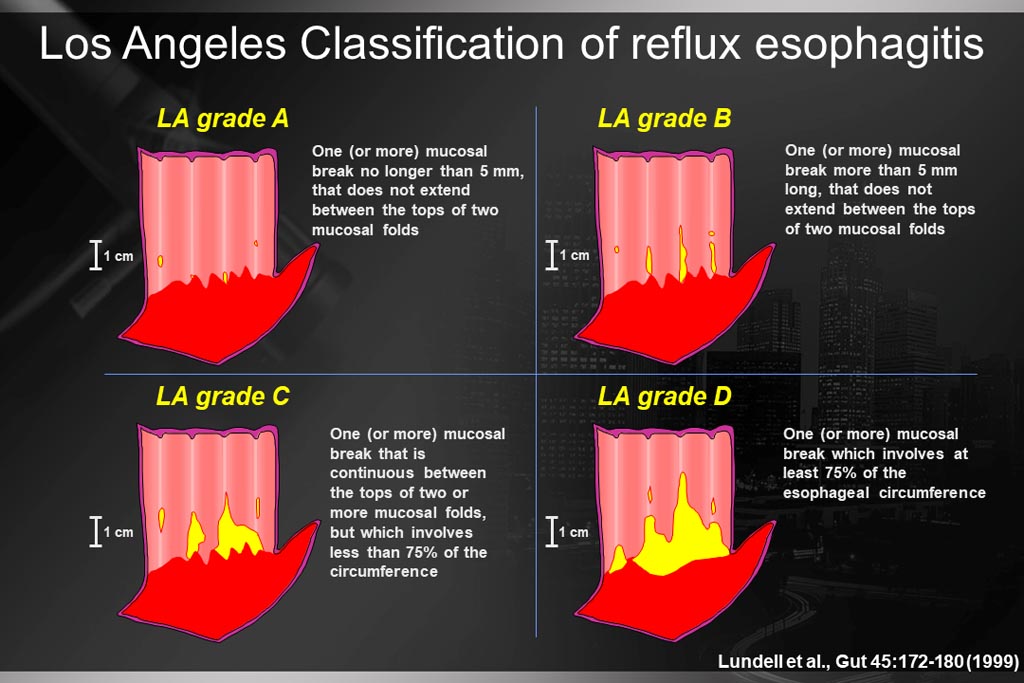 Los Angeles Classification of reflux esophagitis
LA grade A
One (or more) mucosal
break no longer than 5 mm,
that does not extend
between the tops of two
mucosal folds
1 cm
LA grade B
One (or more) mucosal
break more than 5 mm
long, that does not
extend between the tops
of two mucosal folds
1 cm
LA grade C
One (or more) mucosal
break that is
continuous between
the tops of two or
more mucosal folds,
but which involves
less than 75% of the
circumference
1 cm
LA grade D
One (or more) mucosal
break which involves at
least 75% of the
esophageal circumference
1 cm
Lundell et al., Gut 45:172-180 (1999)